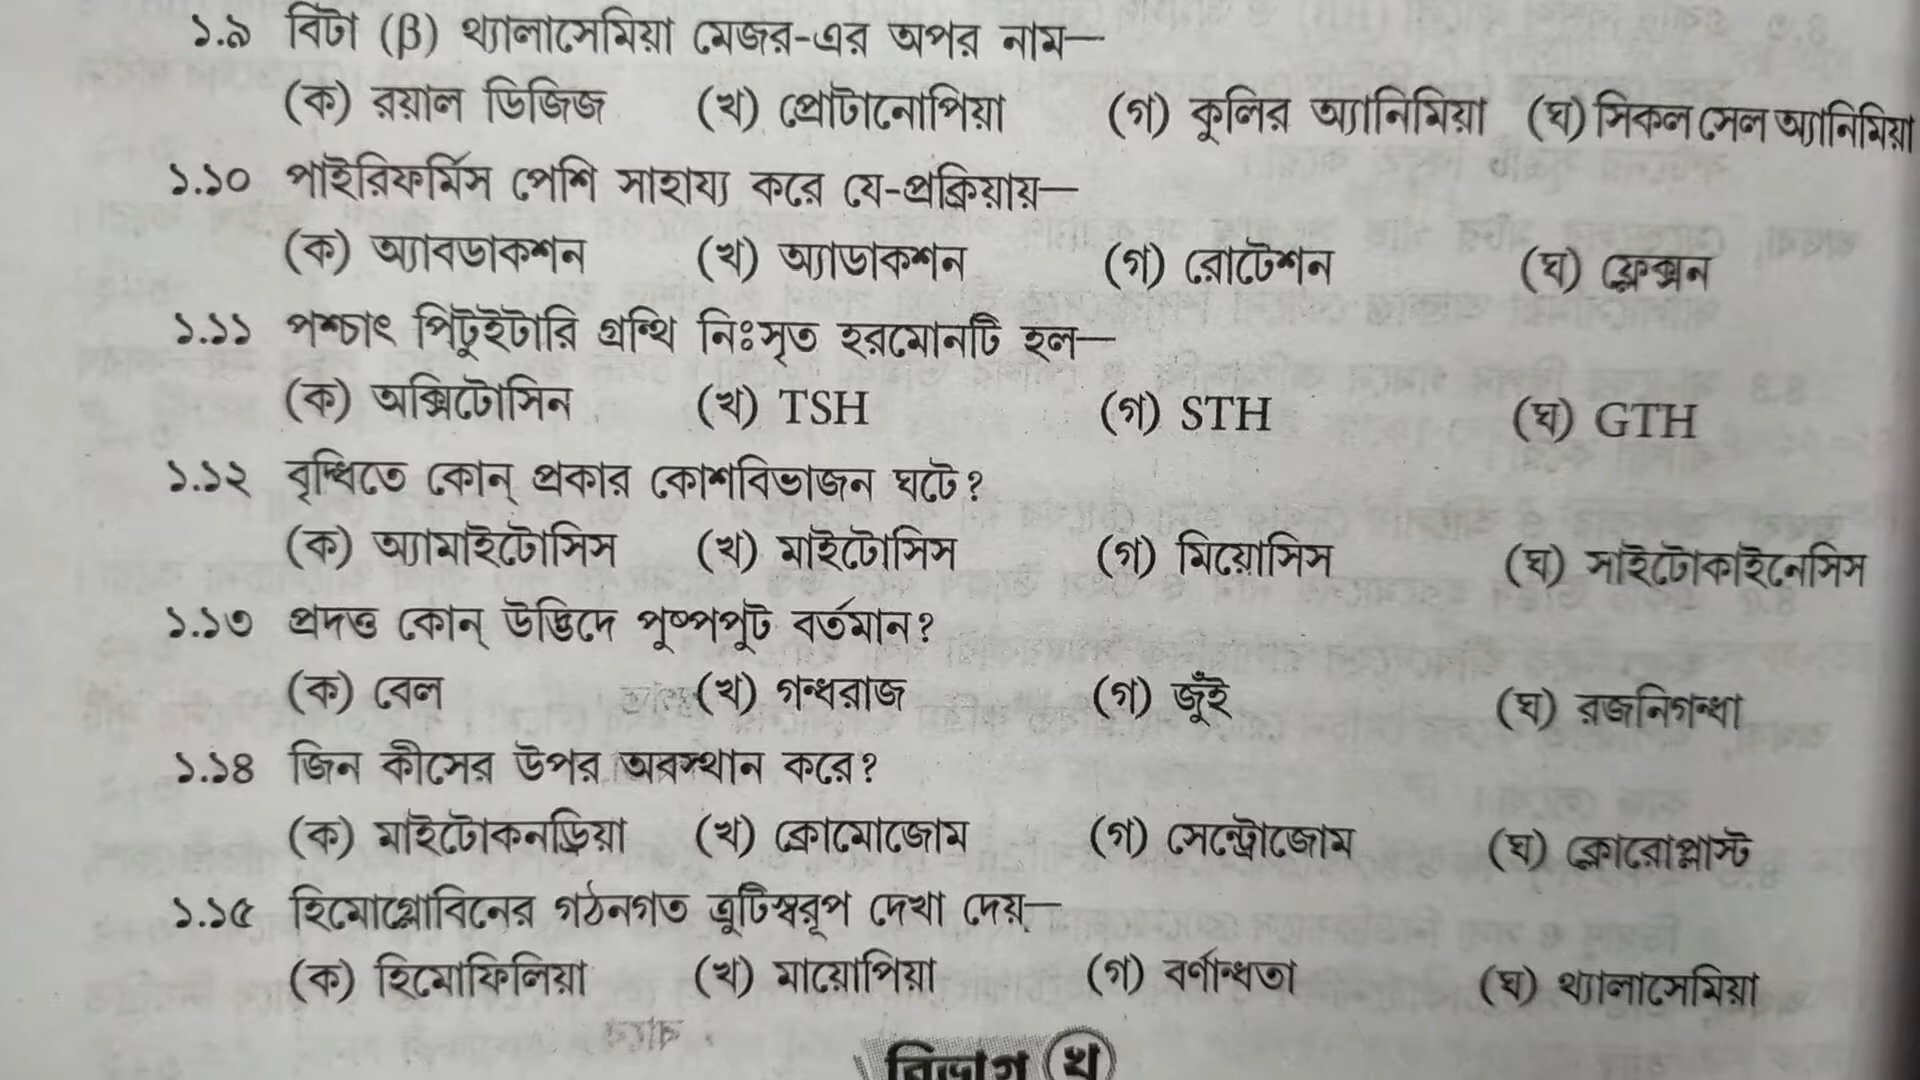 ১.৯ বিটা (β) থ্যালাসেমিয়া মেজর-এর অপর নাম—
(ক) রয়াল ডিজিজ (খ) প্রোটানোপিয়া (গ) কুলির অ্যানিমিয়া (ঘ) সিকল সেল অ্যানিমিয়া
১.১০ পাইরিফর্মিস পেশি সাহায্য করে যে-প্রক্রিয়ায়—
(ক) অ্যাবডাকশন (খ) অ্যাডাকশন (গ) রোটেশন (ঘ) ফ্লেক্সন
১.১১ পশ্চাৎ পিটুইটারি গ্রন্থি নিঃসৃত হরমোনটি হল—
(ক) অক্সিটোসিন (খ) TSH (গ) STH (ঘ) GTH
১.১২ বৃদ্ধিতে কোন্ প্রকার কোশবিভাজন ঘটে?
(ক) অ্যামাইটোসিস (খ) মাইটোসিস (গ) মিয়োসিস (ঘ) সাইটোকাইনেসিস
১.১৩ প্রদত্ত কোন্ উদ্ভিদে পুষ্পপুট বর্তমান?
(ক) বেল (খ) গন্ধরাজ (গ) জুঁই (ঘ) রজনিগন্ধা
১.১৪ জিন কীসের উপর অবস্থান করে?
(ক) মাইটোকনড্রিয়া (খ) ক্রোমোজোম (গ) সেন্ট্রোজোম (ঘ) ক্লোরোপ্লাস্ট
১.১৫ হিমোগ্লোবিনের গঠনগত ত্রুটিস্বরূপ দেখা দেয়—
(ক) হিমোফিলিয়া (খ) মায়োপিয়া (গ) বর্ণান্ধতা (ঘ) থ্যালাসেমিয়া
বিভাগ খ